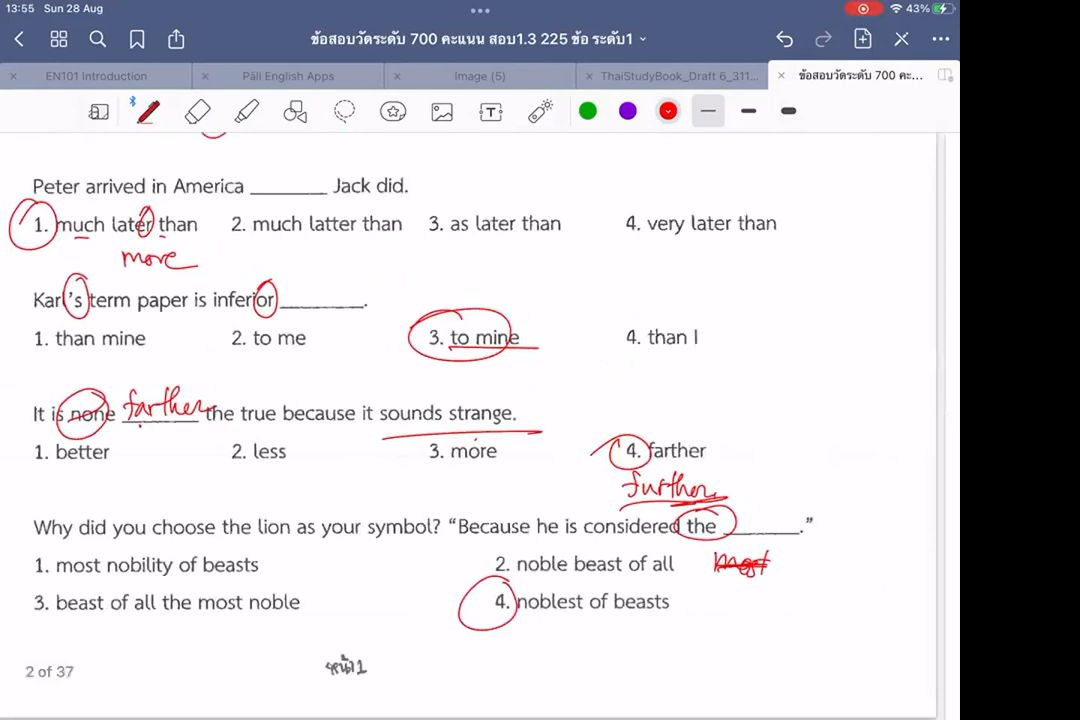 13:55 Sun 28 Aug
43%
ข้อสอบวัดระดับ 700 คะแนน สอบ1.3 225 ข้อ ระดับ1
EN101 Introduction
Pāli English Apps
Image (5)
ThaiStudyBook_Draft 6_311...
ข้อสอบวัดระดับ 700 คะ...
Peter arrived in America ________ Jack did.
1. much later than 2. much latter than 3. as later than 4. very later than
more
Karl's term paper is inferior _________.
1. than mine 2. to me 3. to mine 4. than I
It is none farther the true because it sounds strange.
1. better 2. less 3. more 4. farther
further
Why did you choose the lion as your symbol? “Because he is considered the ________.”
1. most nobility of beasts 2. noble beast of all most
3. beast of all the most noble 4. noblest of beasts
2 of 37 หน้า1